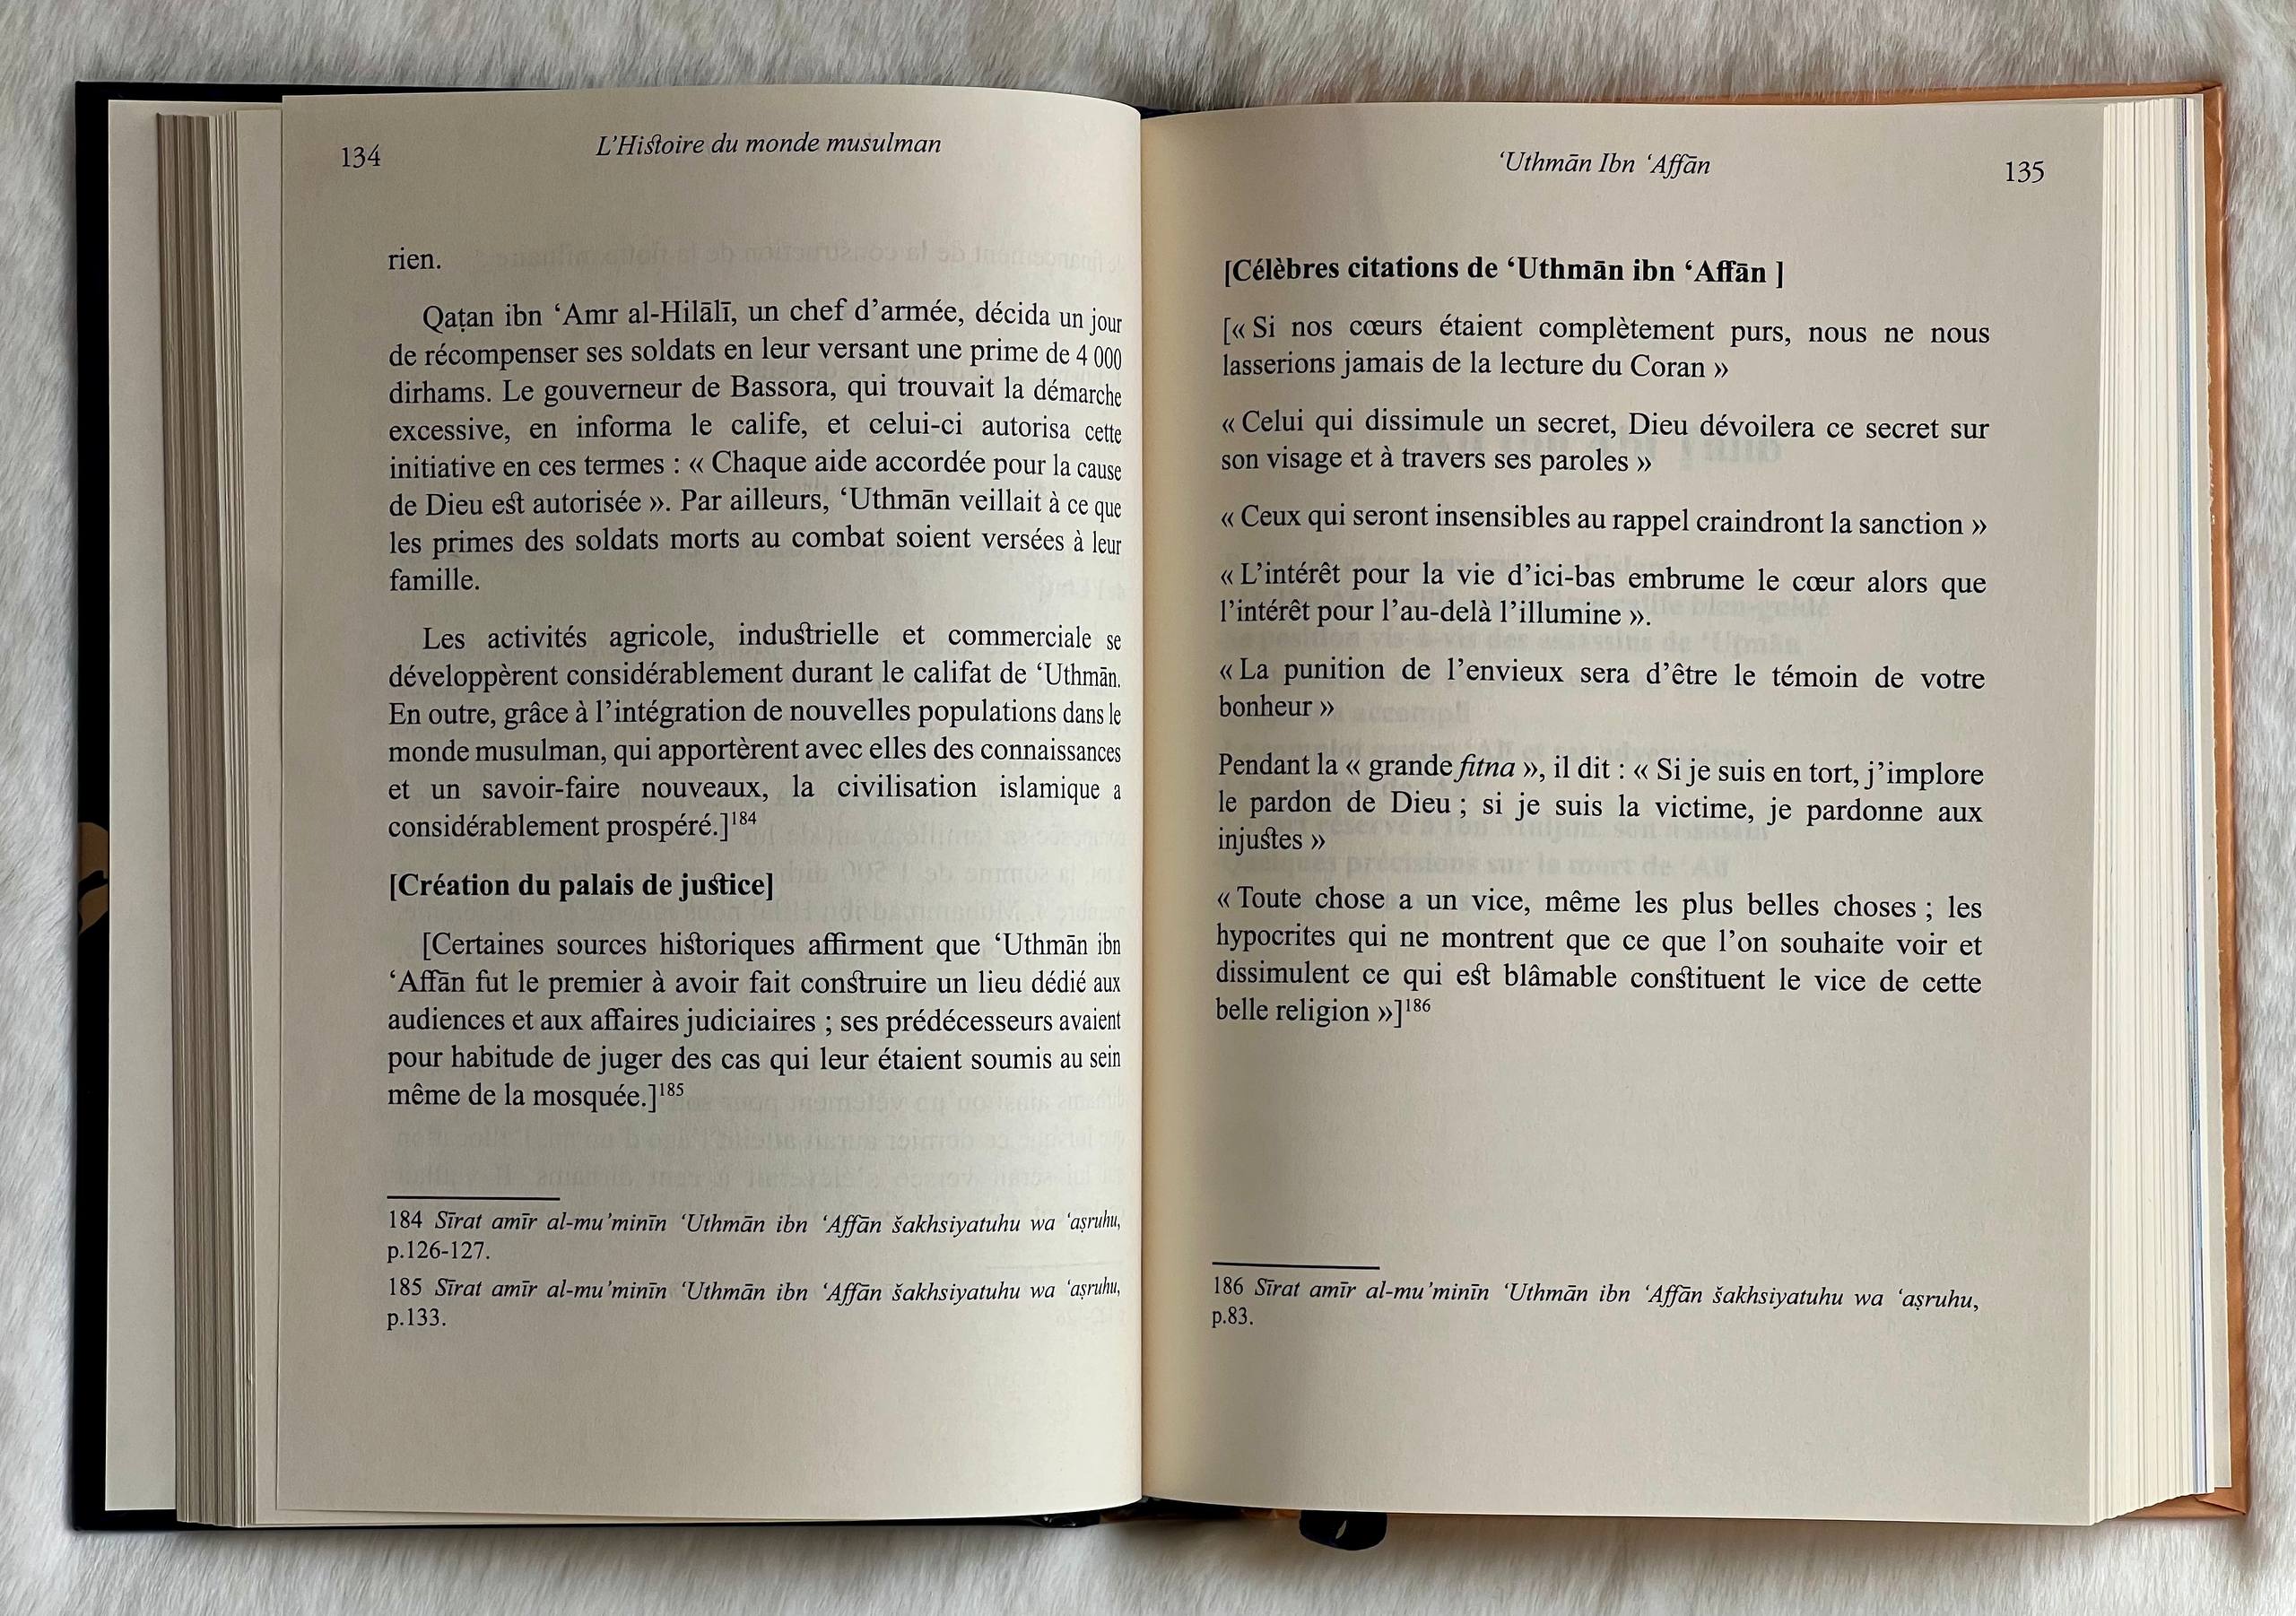 134
L'Histoire du monde musulman
rien.
Qaṭan ibn ‘Amr al-Hilālī, un chef d’armée, décida un jour
de récompenser ses soldats en leur versant une prime de 4 000
dirhams. Le gouverneur de Bassora, qui trouvait la démarche
excessive, en informa le calife, et celui-ci autorisa cette
initiative en ces termes : « Chaque aide accordée pour la cause
de Dieu est autorisée ». Par ailleurs, ‘Uthmān veillait à ce que
les primes des soldats morts au combat soient versées à leur
famille.
Les activités agricole, industrielle et commerciale se
développèrent considérablement durant le califat de ‘Uthmān.
En outre, grâce à l’intégration de nouvelles populations dans le
monde musulman, qui apportèrent avec elles des connaissances
et un savoir-faire nouveaux, la civilisation islamique a
considérablement prospéré.]184
[Création du palais de justice]
[Certaines sources historiques affirment que ‘Uthmān ibn
‘Affān fut le premier à avoir fait construire un lieu dédié aux
audiences et aux affaires judiciaires ; ses prédécesseurs avaient
pour habitude de juger des cas qui leur étaient soumis au sein
même de la mosquée.]185
184 Sīrat amīr al-mu’minīn ‘Uthmān ibn ‘Affān šakhsiyatuhu wa ‘aṣruhu,
p.126-127.
185 Sīrat amīr al-mu’minīn ‘Uthmān ibn ‘Affān šakhsiyatuhu wa ‘aṣruhu,
p.133.
‘Uthmān Ibn ‘Affān
135
[Célèbres citations de ‘Uthmān ibn ‘Affān ]
[« Si nos cœurs étaient complètement purs, nous ne nous
lasserions jamais de la lecture du Coran »
« Celui qui dissimule un secret, Dieu dévoilera ce secret sur
son visage et à travers ses paroles »
« Ceux qui seront insensibles au rappel craindront la sanction »
« L’intérêt pour la vie d’ici-bas embrume le cœur alors que
l’intérêt pour l’au-delà l’illumine ».
« La punition de l’envieux sera d’être le témoin de votre
bonheur »
Pendant la « grande fitna », il dit : « Si je suis en tort, j’implore
le pardon de Dieu ; si je suis la victime, je pardonne aux
injustes »
« Toute chose a un vice, même les plus belles choses ; les
hypocrites qui ne montrent que ce que l’on souhaite voir et
dissimulent ce qui est blâmable constituent le vice de cette
belle religion »]186
186 Sīrat amīr al-mu’minīn ‘Uthmān ibn ‘Affān šakhsiyatuhu wa ‘aṣruhu,
p.83.